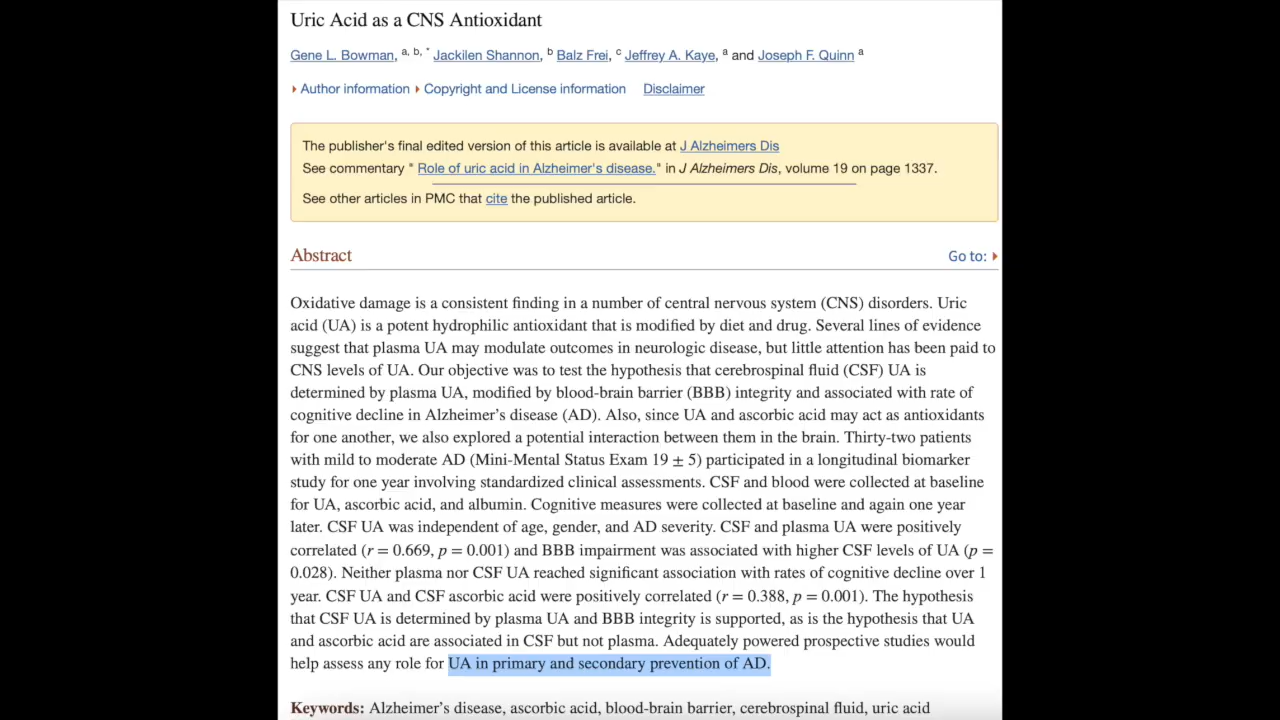 Uric Acid as a CNS Antioxidant
Gene L. Bowman, a, b, * Jackilen Shannon, b Balz Frei, c Jeffrey A. Kaye, a and Joseph F. Quinn a
Author information Copyright and License information Disclaimer
The publisher's final edited version of this article is available at J Alzheimers Dis
See commentary " Role of uric acid in Alzheimer's disease." in J Alzheimers Dis, volume 19 on page 1337.
See other articles in PMC that cite the published article.
Abstract
Go to:
Oxidative damage is a consistent finding in a number of central nervous system (CNS) disorders. Uric
acid (UA) is a potent hydrophilic antioxidant that is modified by diet and drug. Several lines of evidence
suggest that plasma UA may modulate outcomes in neurologic disease, but little attention has been paid to
CNS levels of UA. Our objective was to test the hypothesis that cerebrospinal fluid (CSF) UA is
determined by plasma UA, modified by blood-brain barrier (BBB) integrity and associated with rate of
cognitive decline in Alzheimer’s disease (AD). Also, since UA and ascorbic acid may act as antioxidants
for one another, we also explored a potential interaction between them in the brain. Thirty-two patients
with mild to moderate AD (Mini-Mental Status Exam 19 ± 5) participated in a longitudinal biomarker
study for one year involving standardized clinical assessments. CSF and blood were collected at baseline
for UA, ascorbic acid, and albumin. Cognitive measures were collected at baseline and again one year
later. CSF UA was independent of age, gender, and AD severity. CSF and plasma UA were positively
correlated (r = 0.669, p = 0.001) and BBB impairment was associated with higher CSF levels of UA (p =
0.028). Neither plasma nor CSF UA reached significant association with rates of cognitive decline over 1
year. CSF UA and CSF ascorbic acid were positively correlated (r = 0.388, p = 0.001). The hypothesis
that CSF UA is determined by plasma UA and BBB integrity is supported, as is the hypothesis that UA
and ascorbic acid are associated in CSF but not plasma. Adequately powered prospective studies would
help assess any role for UA in primary and secondary prevention of AD.
Keywords: Alzheimer’s disease, ascorbic acid, blood-brain barrier, cerebrospinal fluid, uric acid